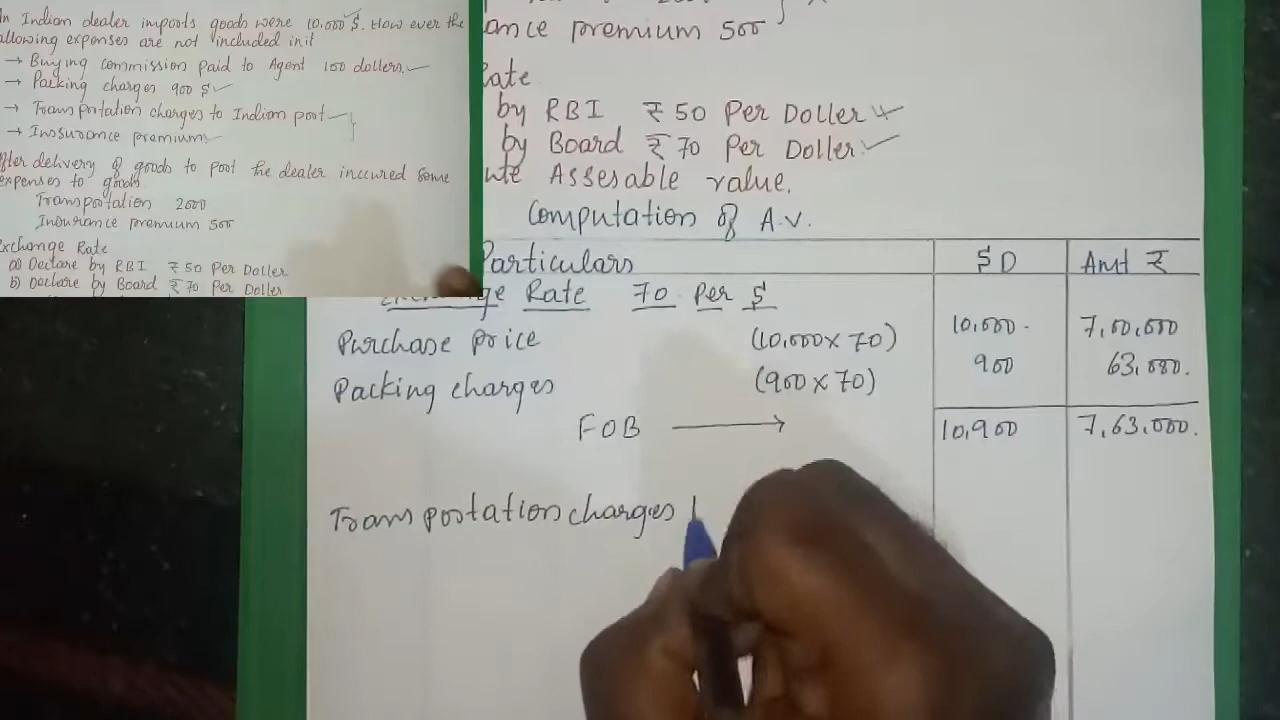 In Indian dealer imports goods were 10,000 $. How ever the
allowing expenses are not included init
→ Buying commission paid to Agent 100 dollers.
→ Packing charges 900 $
→ Transportation charges to Indian port
→ Inssurance premium
fter delivery of goods to port the dealer incurred some
expenses to goods
Transportation 2000
Insurance premium 500
Exchange Rate
a) Declare by RBI ₹ 50 Per Doller
b) Declare by Board ₹ 70 Per Doller
ance premium 500
Rate
by RBI ₹ 50 Per Doller
by Board ₹ 70 Per Doller
ute Assesable value.
Computation of A.V.
Particulars $ D Amt ₹
Rate 70 Per $
Purchase price (10,000 x 70) 10,000 7,00,000
Packing charges (900 x 70) 900 63,000.
FOB → 10,900 7,63,000.
Transportation charges